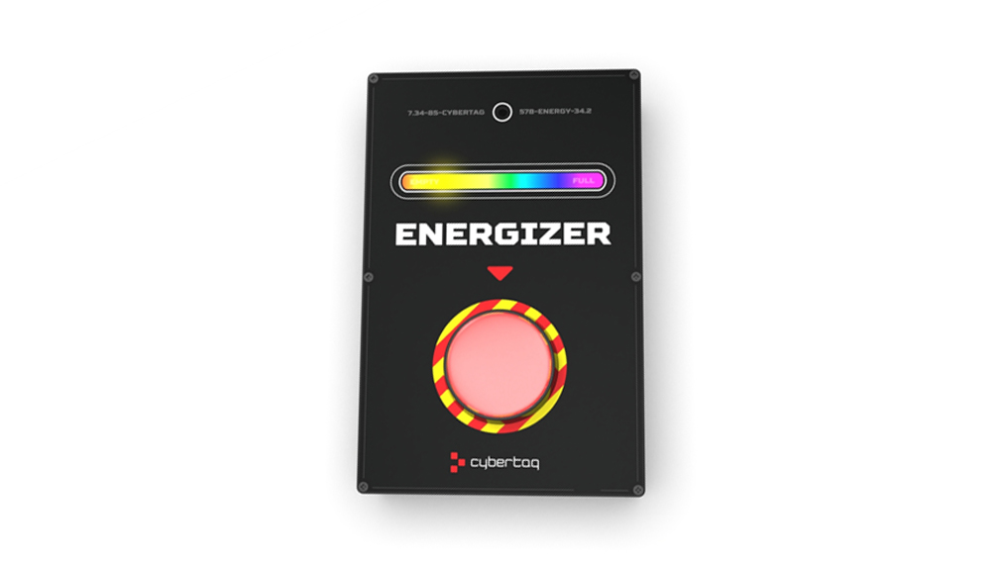 7.34-85-CYBERTAG 578-ENERGY-34.2
FULL
ENERGIZER
cybertag